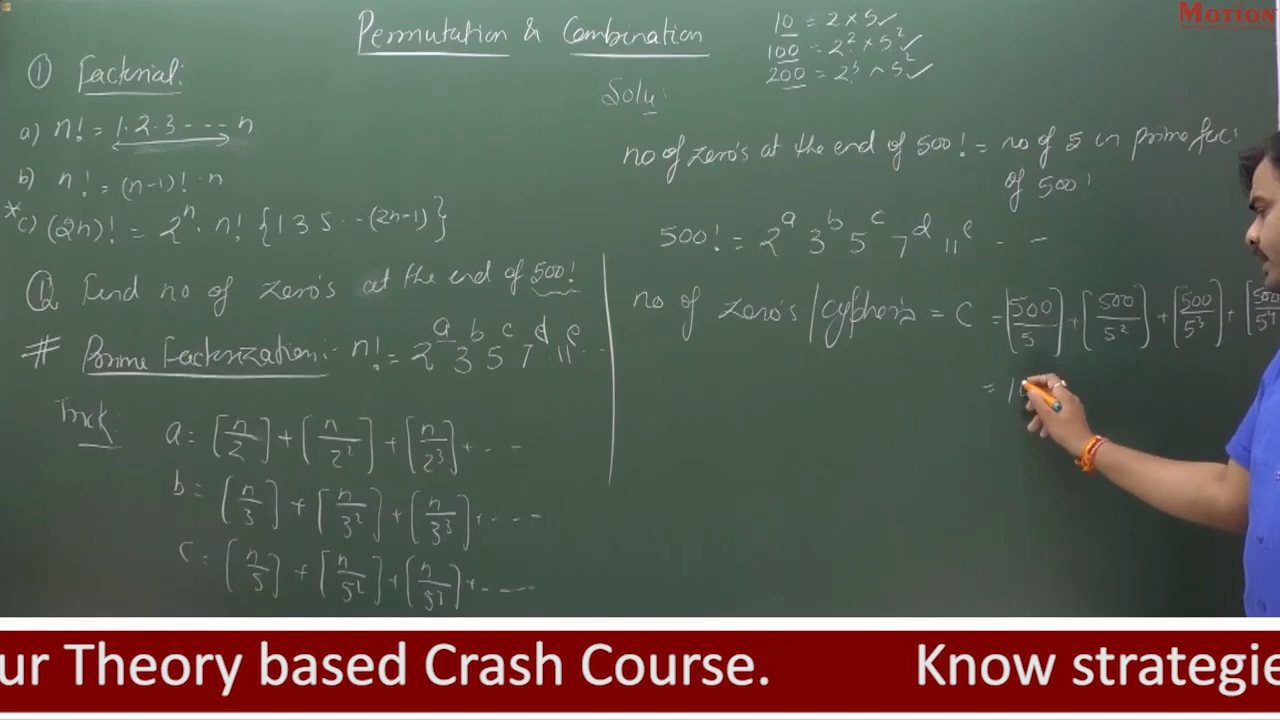 MOTION
Permutation & Combination
① Factorial:
a) n! = 1·2·3 --- n
b) n! = (n-1)! · n
*c) (2n)! = 2ⁿ · n! {1 3 5 ... (2n-1)}
Q Find no of zero's at the end of 500!
# Prime Factorization:- n! = 2ᵃ 3ᵇ 5ᶜ 7ᵈ 11ᵉ ...
Trick:
a = [n/2] + [n/2²] + [n/2³] + ...
b = [n/3] + [n/3²] + [n/3³] + ....
c = [n/5] + [n/5²] + [n/5³] + ....
10 = 2 × 5 ✓
100 = 2² × 5² ✓
200 = 2³ × 5² ✓
Solu:
no of zero's at the end of 500! = no of 5 in prime fac:
of 500!
500! = 2ᵃ 3ᵇ 5ᶜ 7ᵈ 11ᵉ - -
no of zero's / cyphers = C = [500/5] + [500/5²] + [500/5³] + [500/5⁴
= 10
ur Theory based Crash Course. Know strategie